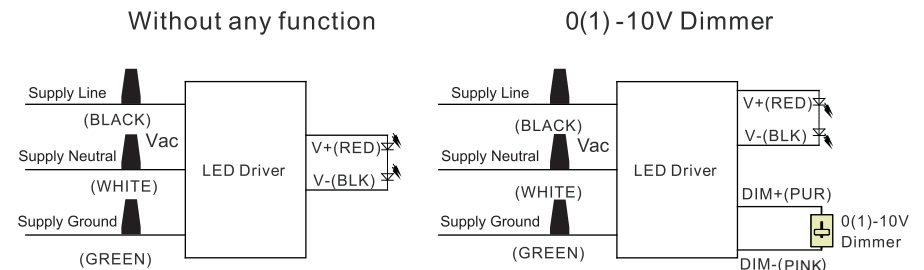 Without any function
Supply Line
(BLACK)
Vac
Supply Neutral
(WHITE)
Supply Ground
(GREEN)
LED Driver
V+(RED)
V-(BLK)
0(1) -10V Dimmer
Supply Line
(BLACK)
Vac
Supply Neutral
(WHITE)
Supply Ground
(GREEN)
LED Driver
V+(RED)
V-(BLK)
DIM+(PUR)
0(1)-10V
Dimmer
DIM-(PINK)